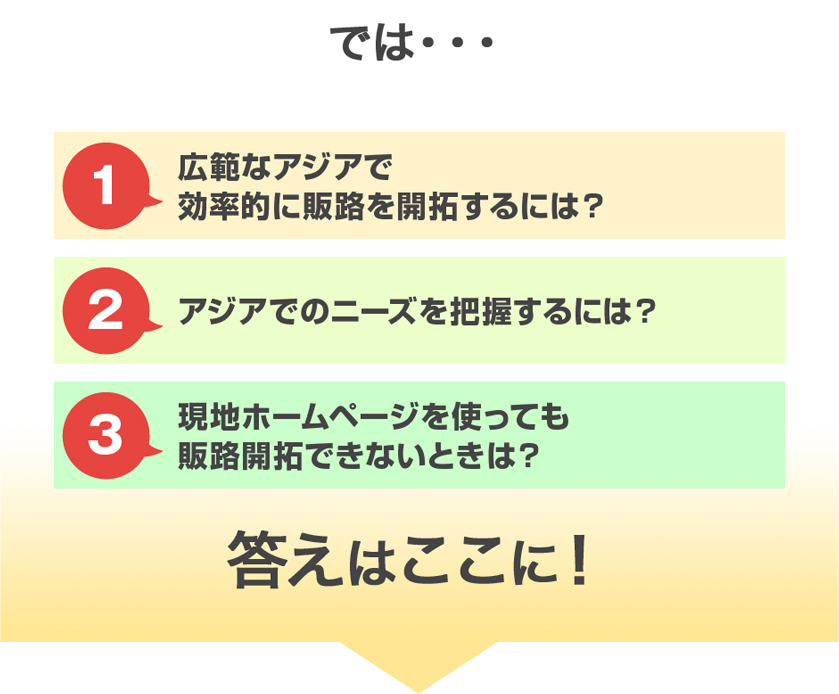 では・・・
1
広範なアジアで
効率的に販路を開拓するには？
2
アジアでのニーズを把握するには？
3
現地ホームページを使っても
販路開拓できないときは？
答えはここに！